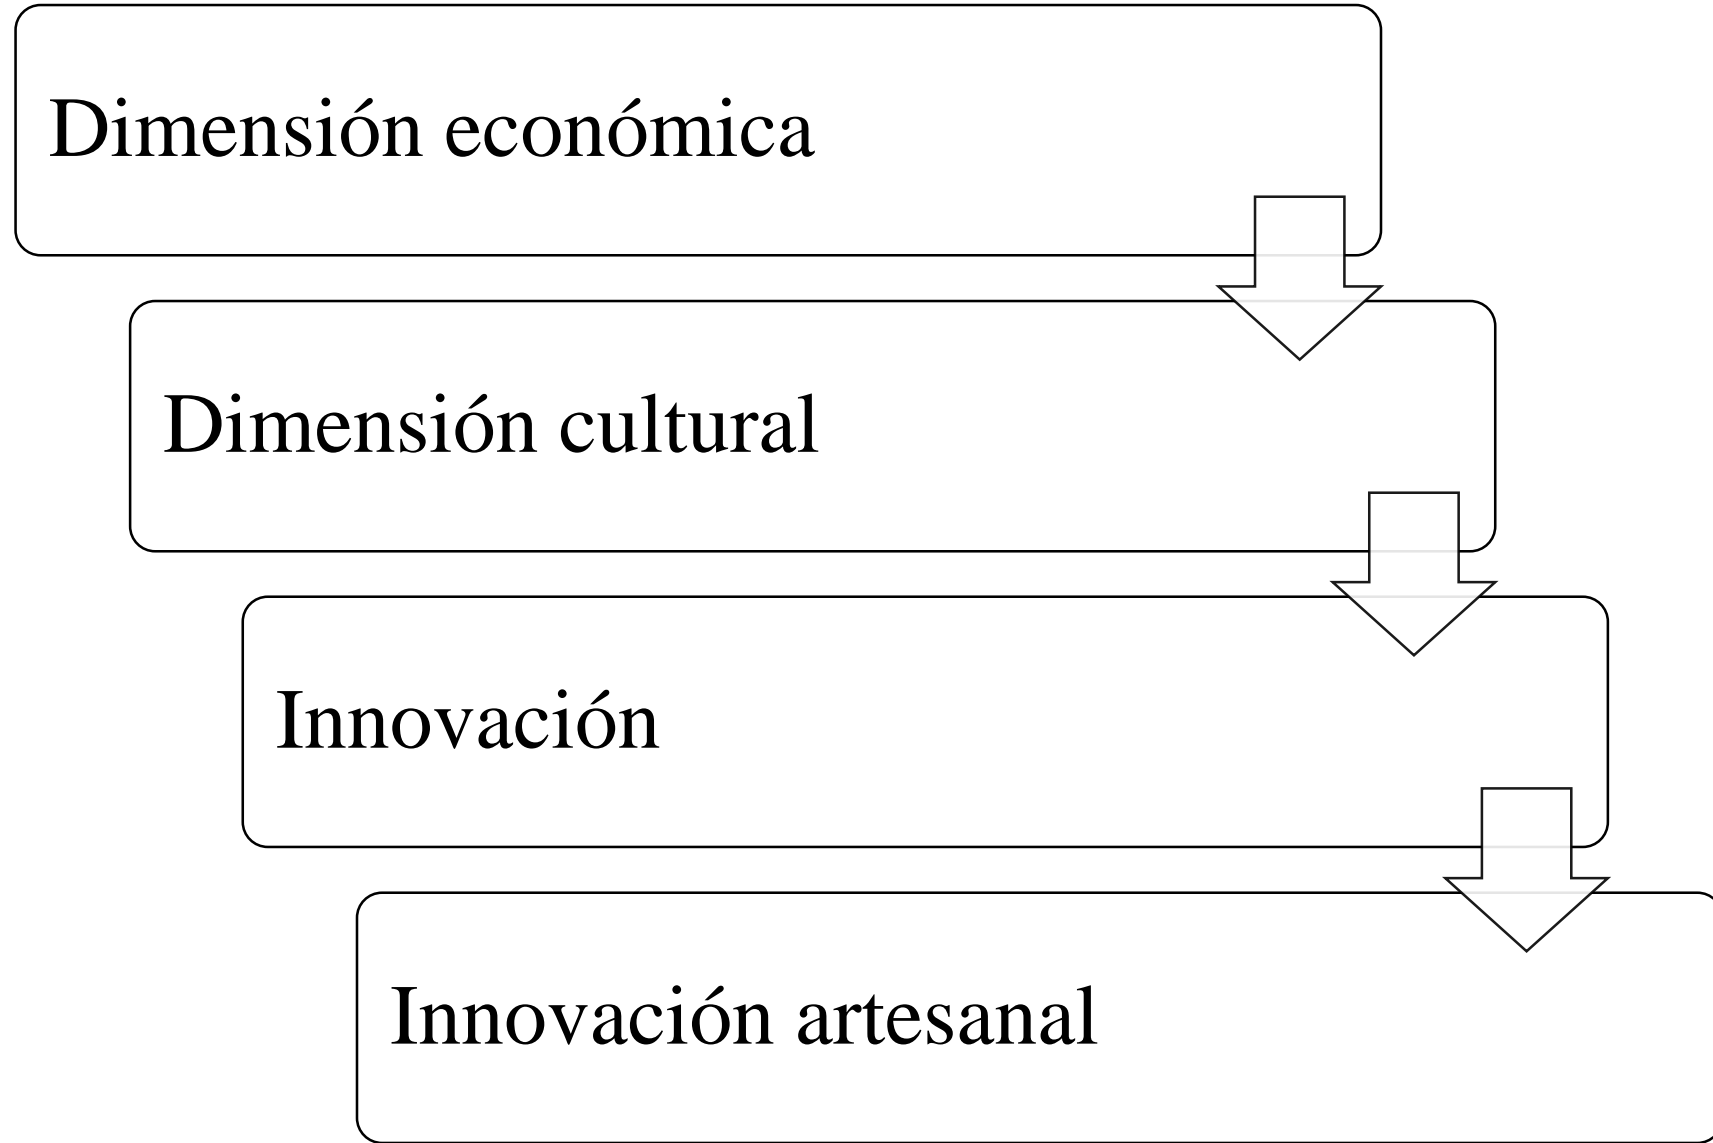 Dimensión económica
Dimensión cultural
Innovación
Innovación artesanal